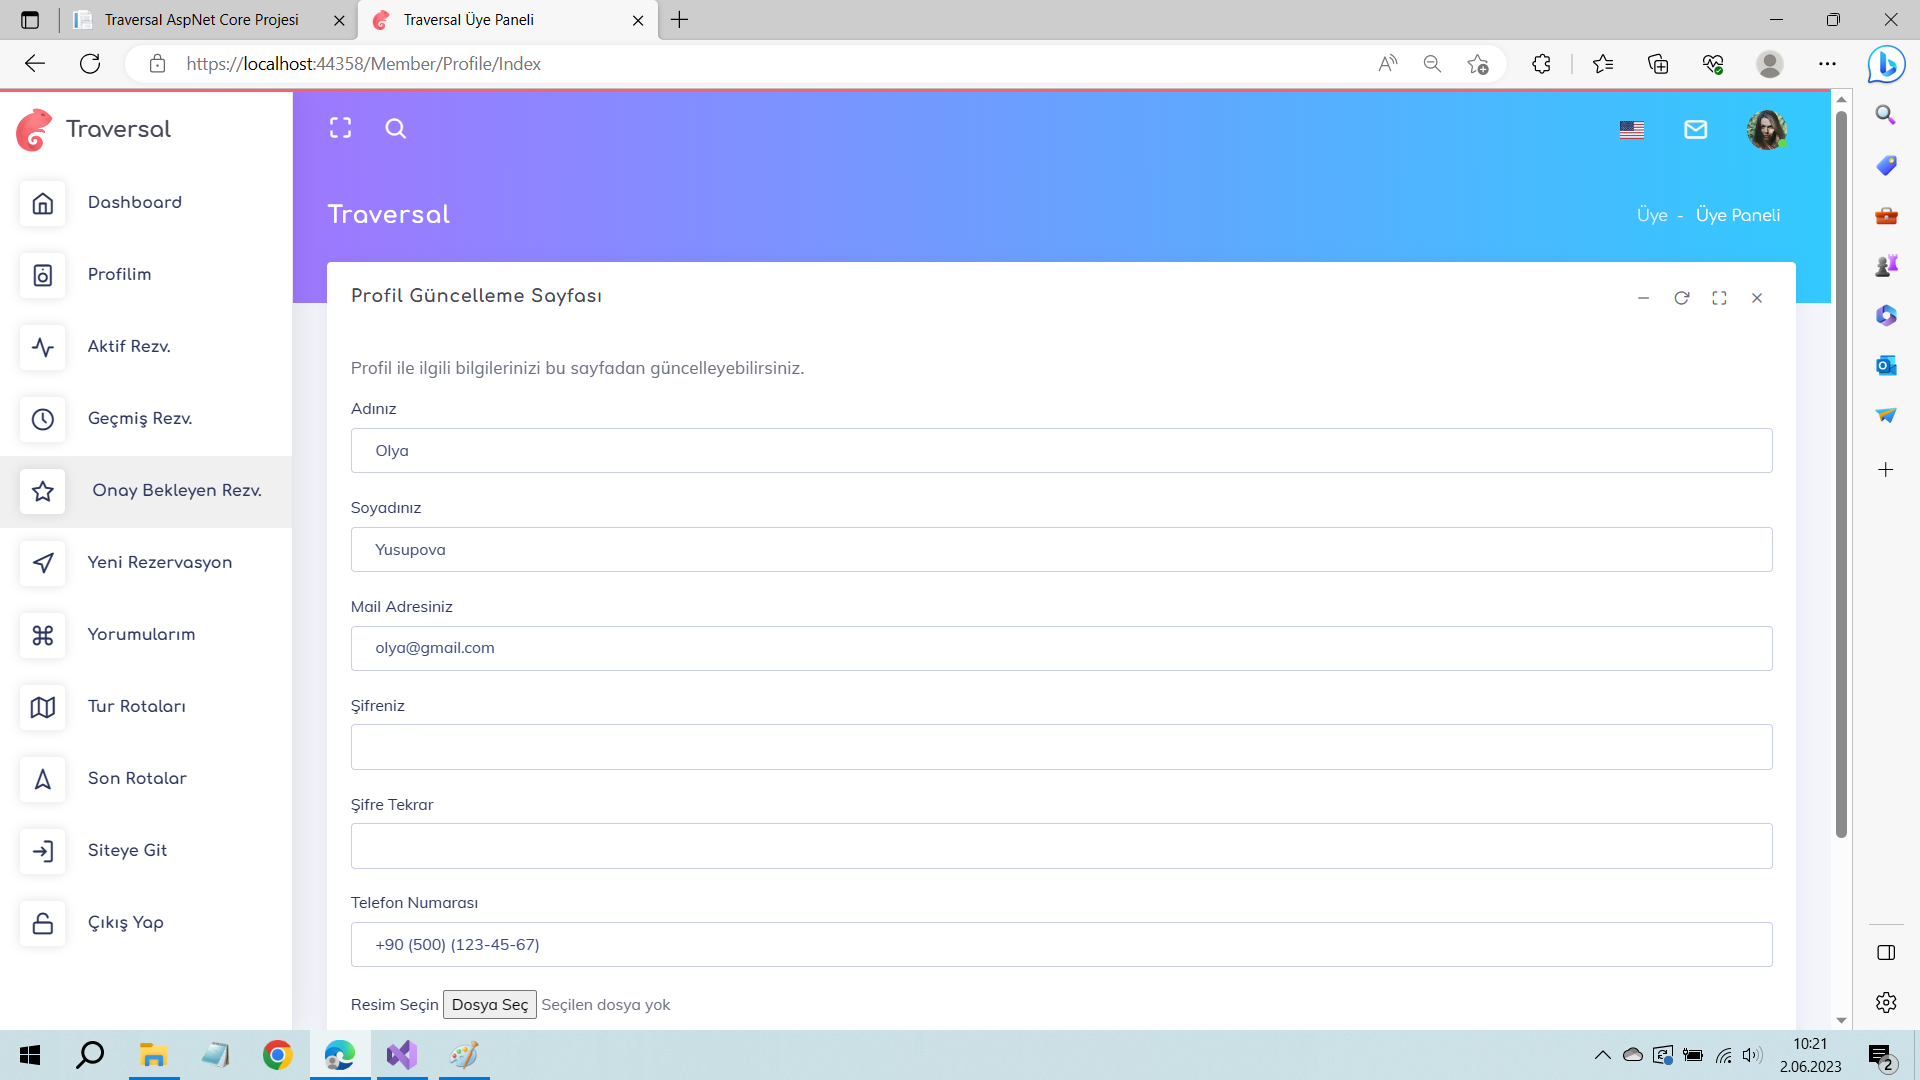 Traversal AspNet Core Projesi
Traversal Üye Paneli
https://localhost:44358/Member/Profile/Index
Traversal
Dashboard
Profilim
Aktif Rezv.
Geçmiş Rezv.
Onay Bekleyen Rezv.
Yeni Rezervasyon
Yorumularım
Tur Rotaları
Son Rotalar
Siteye Git
Çıkış Yap
Traversal
Üye - Üye Paneli
Profil Güncelleme Sayfası
Profil ile ilgili bilgilerinizi bu sayfadan güncelleyebilirsiniz.
Adınız
Olya
Soyadınız
Yusupova
Mail Adresiniz
olya@gmail.com
Şifreniz
Şifre Tekrar
Telefon Numarası
+90 (500) (123-45-67)
Resim Seçin Dosya Seç Seçilen dosya yok
10:21
2.06.2023
2